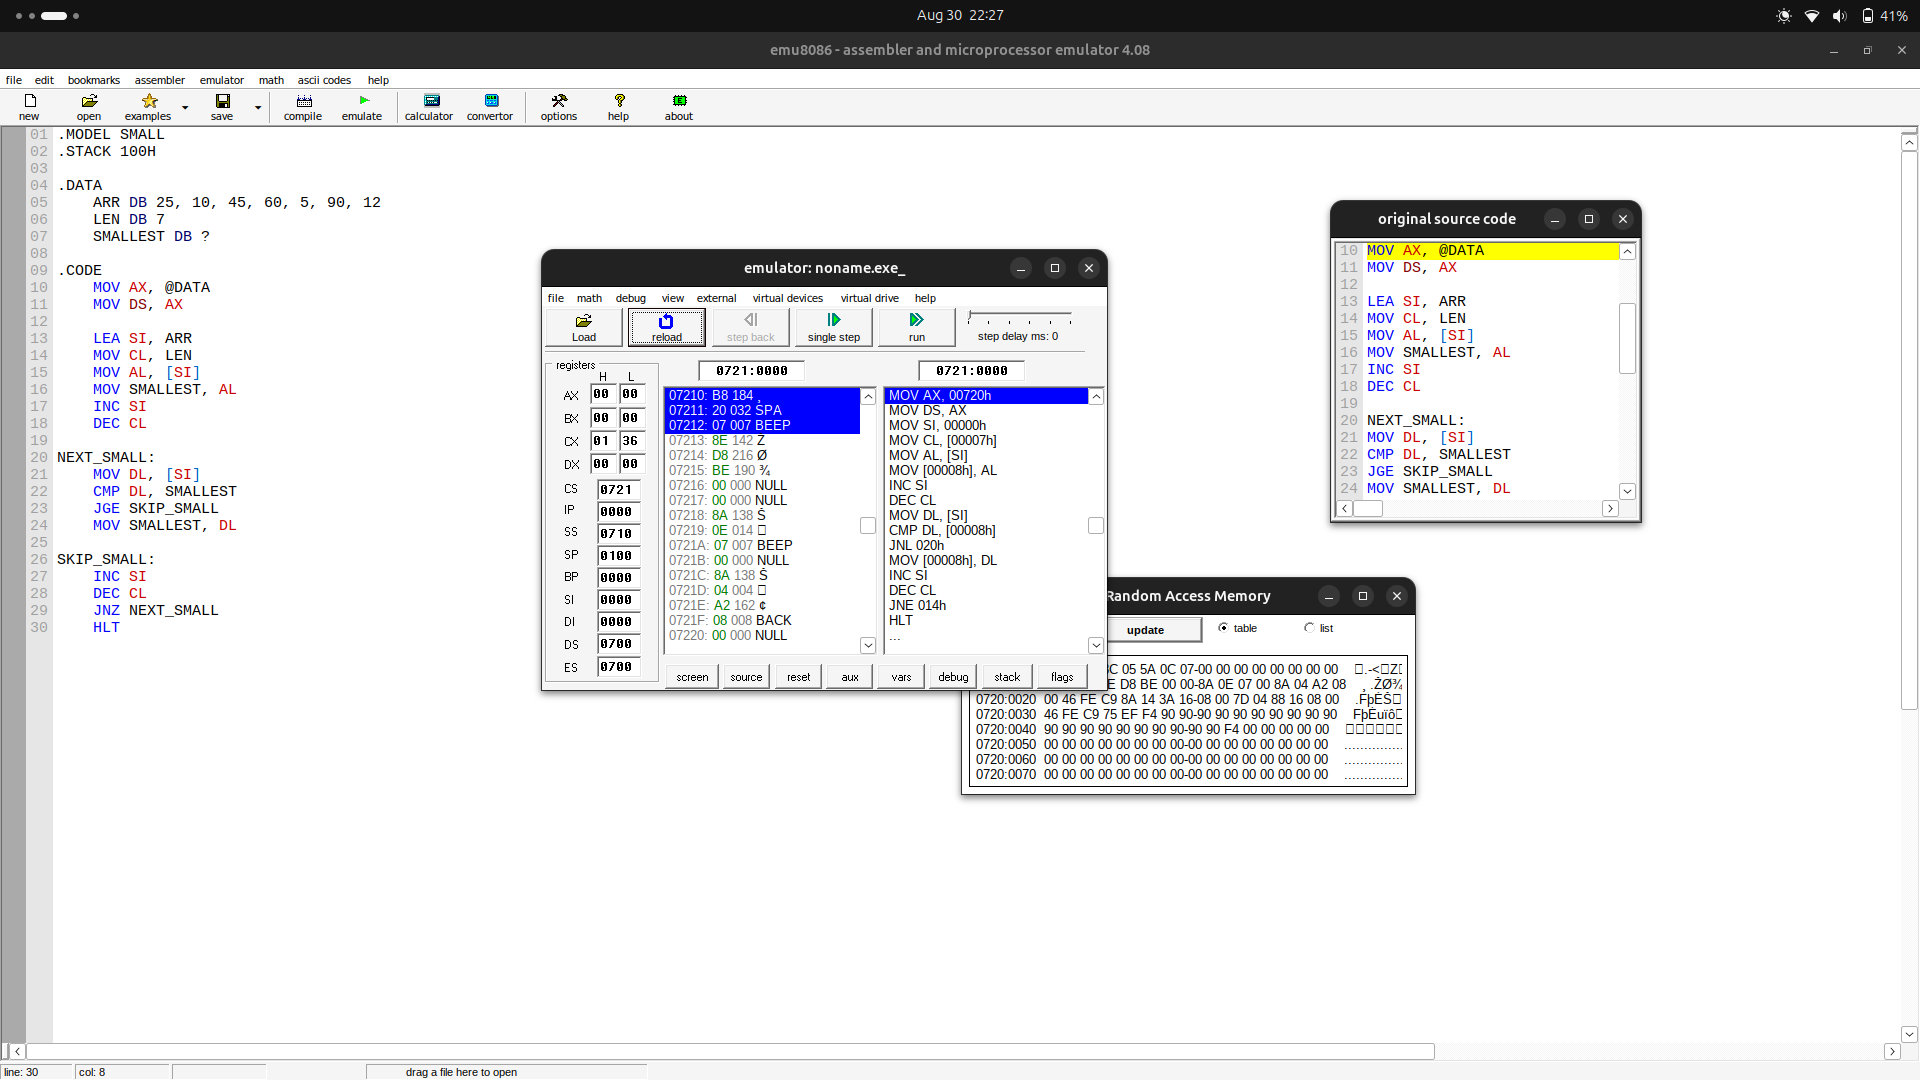 Aug 30 22:27
41%
emu8086 - assembler and microprocessor emulator 4.08
file edit bookmarks assembler emulator math ascii codes help
new open examples save compile emulate calculator convertor options help about
01 .MODEL SMALL
02 .STACK 100H
03
04 .DATA
05 ARR DB 25, 10, 45, 60, 5, 90, 12
06 LEN DB 7
07 SMALLEST DB ?
08
09 .CODE
10 MOV AX, @DATA
11 MOV DS, AX
12
13 LEA SI, ARR
14 MOV CL, LEN
15 MOV AL, [SI]
16 MOV SMALLEST, AL
17 INC SI
18 DEC CL
19
20 NEXT_SMALL:
21 MOV DL, [SI]
22 CMP DL, SMALLEST
23 JGE SKIP_SMALL
24 MOV SMALLEST, DL
25
26 SKIP_SMALL:
27 INC SI
28 DEC CL
29 JNZ NEXT_SMALL
30 HLT
emulator: noname.exe_
file math debug view external virtual devices virtual drive help
Load reload step back single step run step delay ms: 0
registers
H L
AX 00 00
BX 00 00
CX 01 36
DX 00 00
CS 0721
IP 0000
SS 0710
SP 0100
BP 0000
SI 0000
DI 0000
DS 0700
ES 0700
0721:0000
07210: B8 184 ,
07211: 20 032 SPA
07212: 07 007 BEEP
07213: 8E 142 Z
07214: D8 216 Ø
07215: BE 190 ¾
07216: 00 000 NULL
07217: 00 000 NULL
07218: 8A 138 Š
07219: 0E 014
0721A: 07 007 BEEP
0721B: 00 000 NULL
0721C: 8A 138 Š
0721D: 04 004
0721E: A2 162 ¢
0721F: 08 008 BACK
07220: 00 000 NULL
0721:0000
MOV AX, 00720h
MOV DS, AX
MOV SI, 00000h
MOV CL, [00007h]
MOV AL, [SI]
MOV [00008h], AL
INC SI
DEC CL
MOV DL, [SI]
CMP DL, [00008h]
JNL 020h
MOV [00008h], DL
INC SI
DEC CL
JNE 014h
HLT
...
screen source reset aux vars debug stack flags
original source code
10 MOV AX, @DATA
11 MOV DS, AX
12
13 LEA SI, ARR
14 MOV CL, LEN
15 MOV AL, [SI]
16 MOV SMALLEST, AL
17 INC SI
18 DEC CL
19
20 NEXT_SMALL:
21 MOV DL, [SI]
22 CMP DL, SMALLEST
23 JGE SKIP_SMALL
24 MOV SMALLEST, DL
Random Access Memory
update table list
05 5A 0C 07-00 00 00 00 00 00 00 00
D8 BE 00 00-8A 0E 07 00 8A 04 A2 08
0720:0020 00 46 FE C9 8A 14 3A 16-08 00 7D 04 88 16 08 00 .FþÉŠ
0720:0030 46 FE C9 75 EF F4 90 90-90 90 90 90 90 90 90 90 FþÉuïô
0720:0040 90 90 90 90 90 90 90 90-90 90 F4 00 00 00 00 00
0720:0050 00 00 00 00 00 00 00 00-00 00 00 00 00 00 00 00 ................
0720:0060 00 00 00 00 00 00 00 00-00 00 00 00 00 00 00 00 ................
0720:0070 00 00 00 00 00 00 00 00-00 00 00 00 00 00 00 00 ................
line: 30 col: 8 drag a file here to open